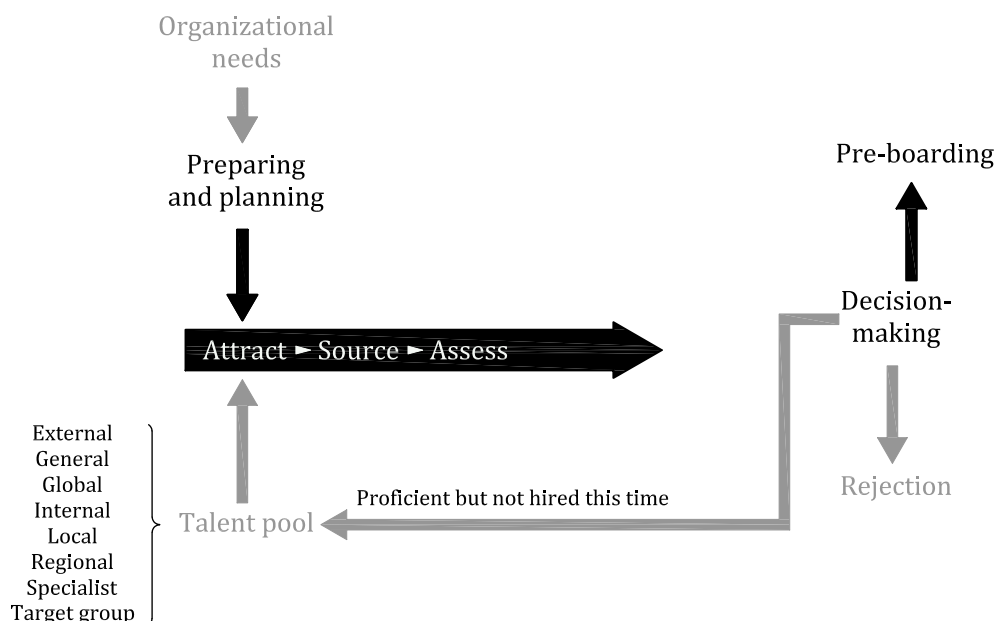 Organizational
needs
Preparing
and planning
Pre-boarding
Decision-
making
Attract ► Source ► Assess
External
General
Global
Internal
Local
Regional
Specialist
Target group
Talent pool
Proficient but not hired this time
Rejection